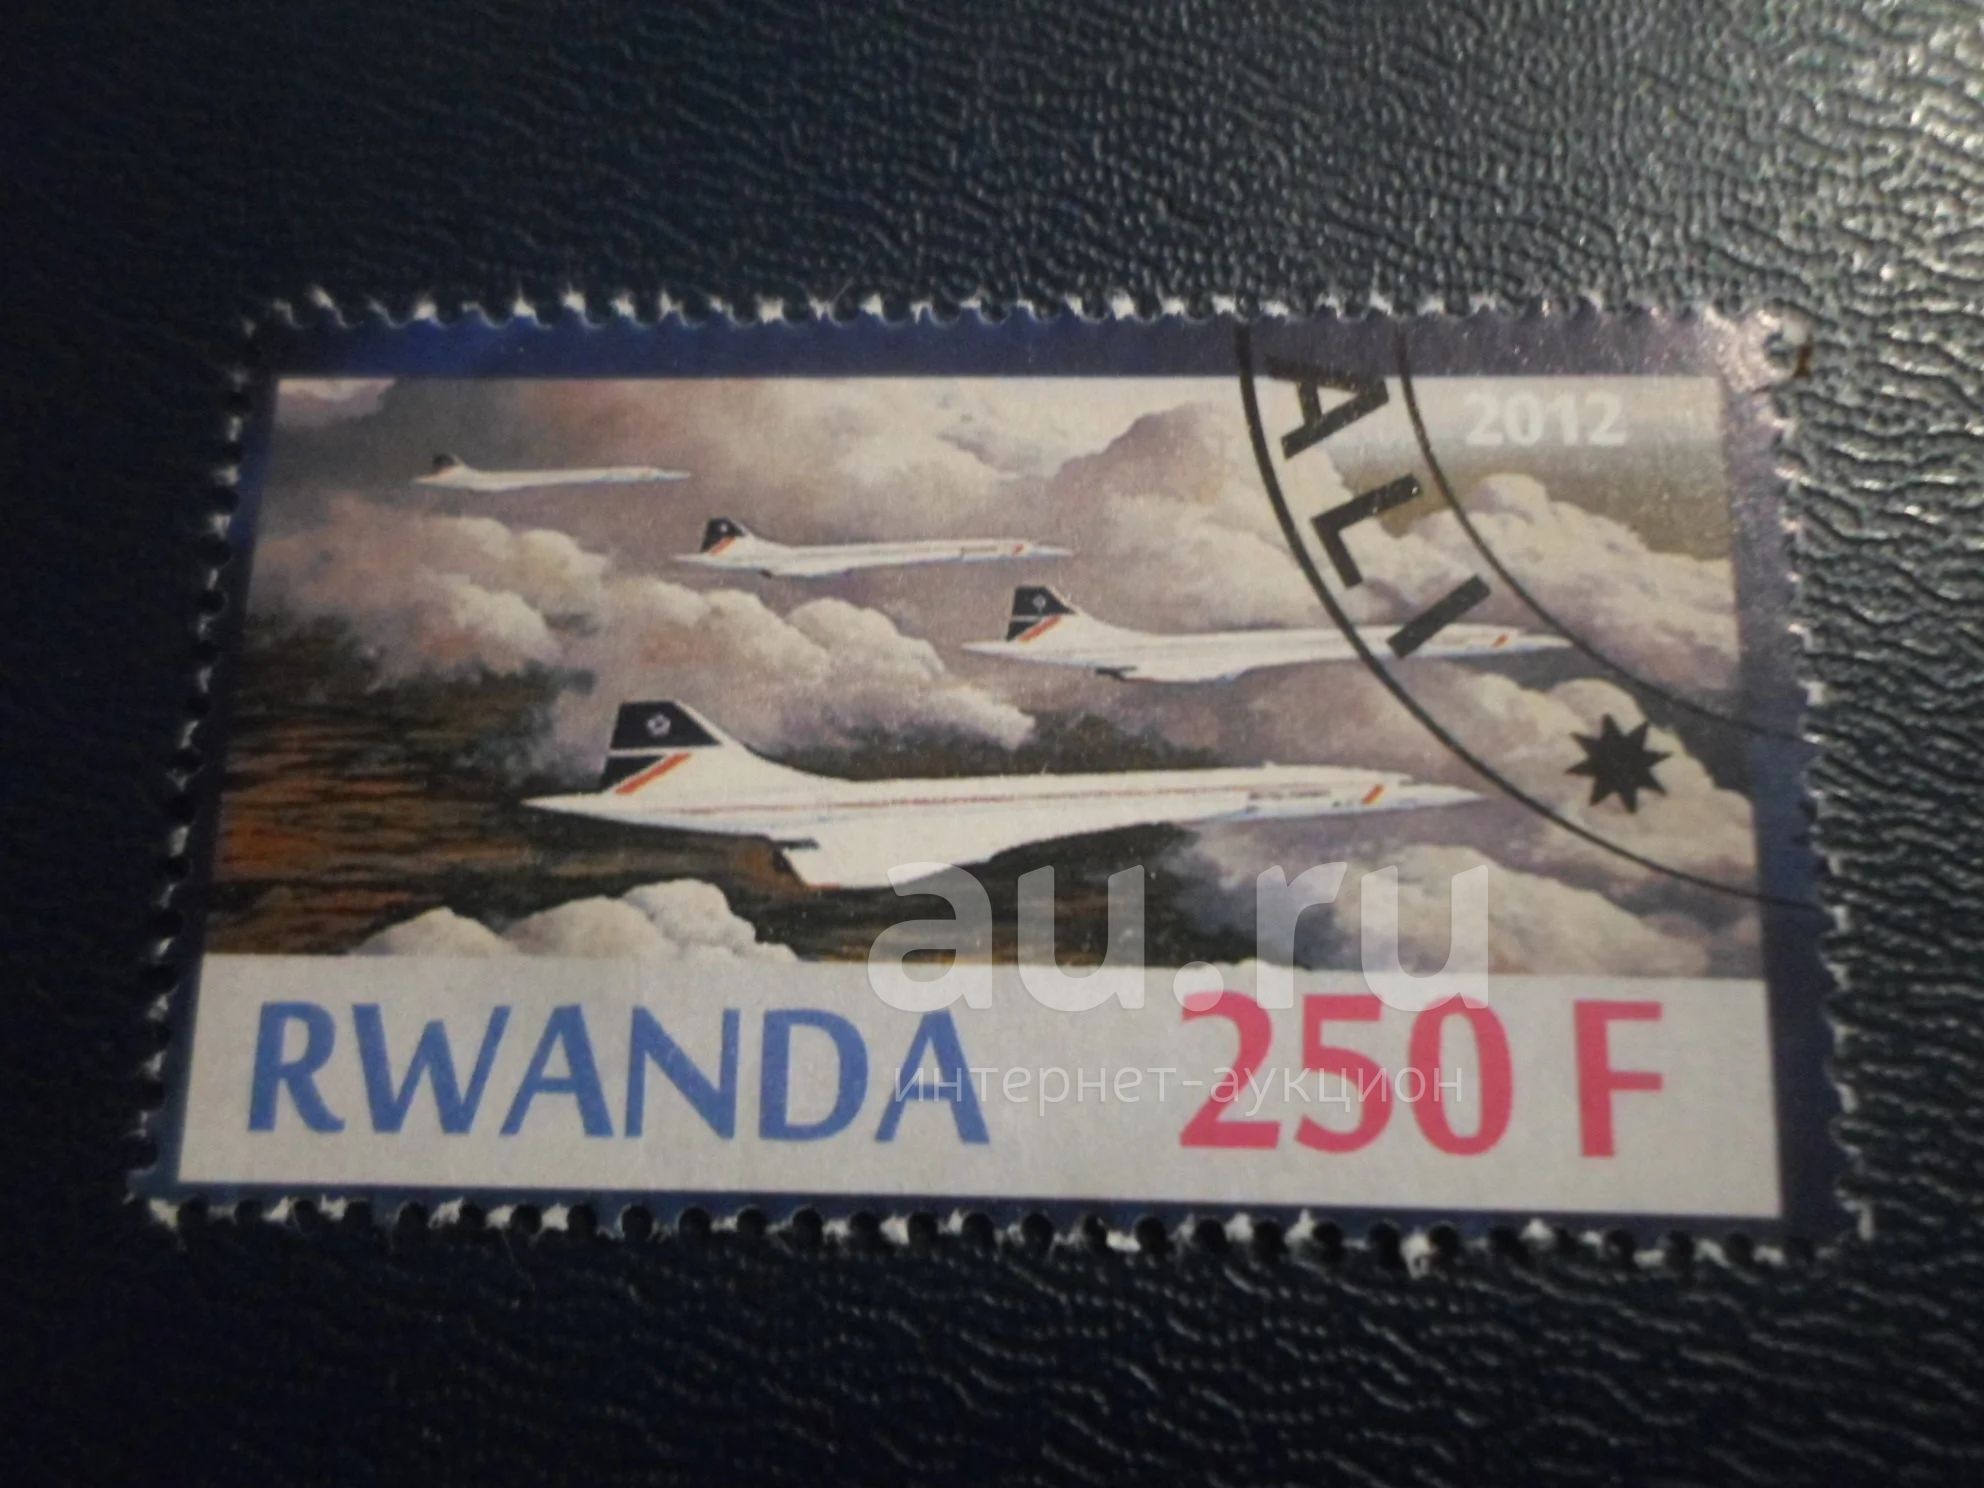 2012
ALI
au.ru
RWANDA 250 F
интернет-аукцион